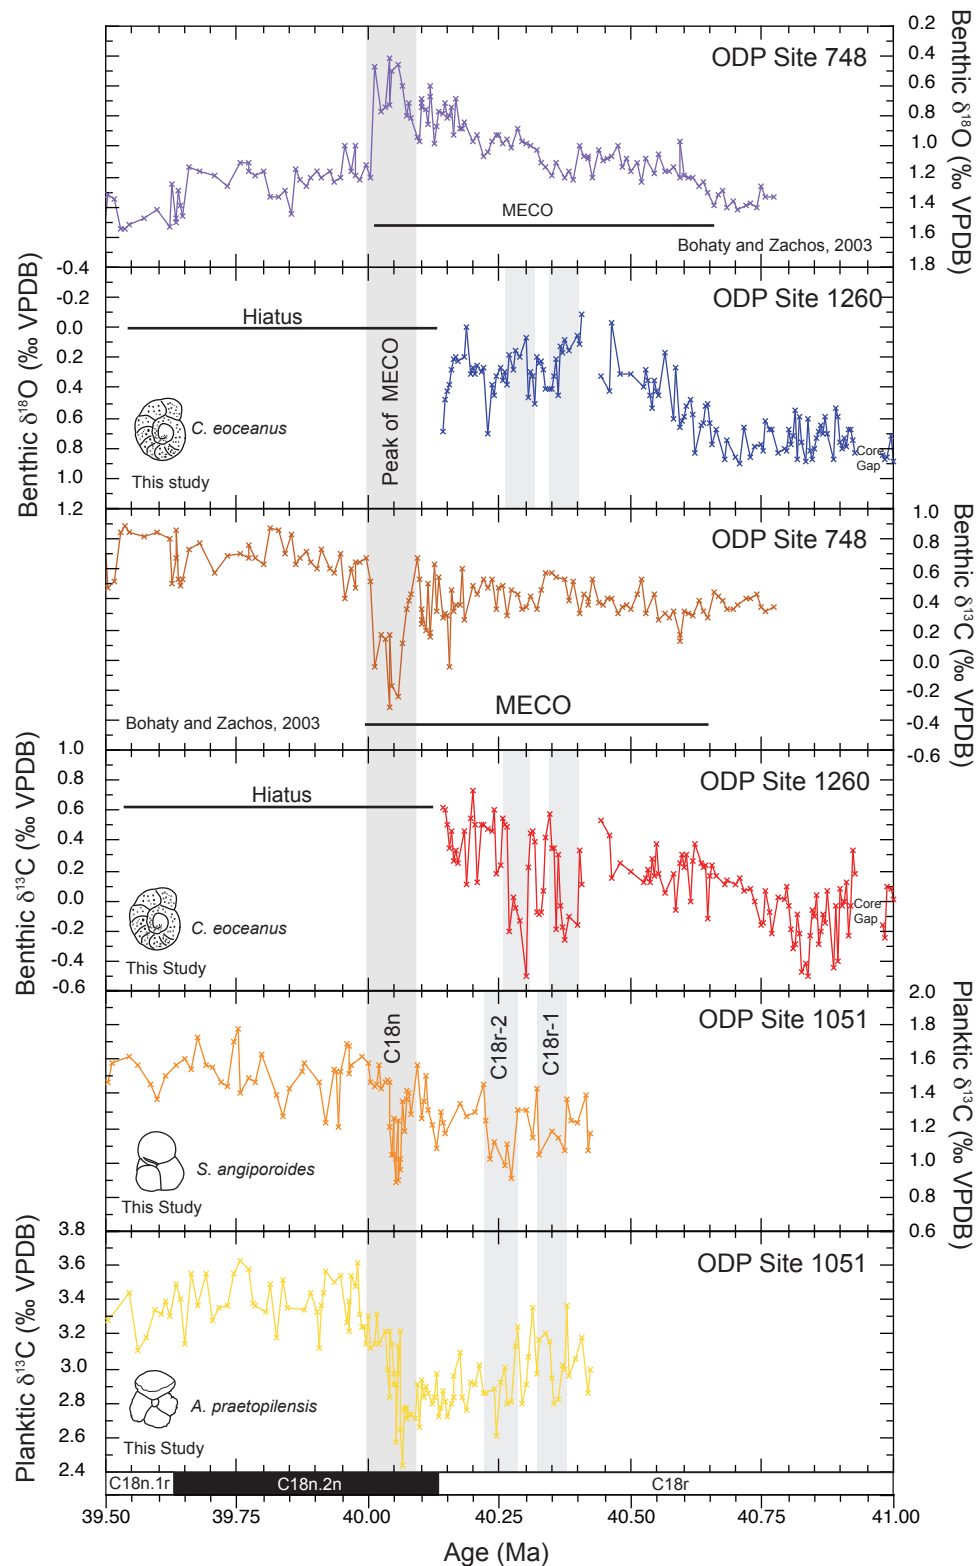 0.2
0.4
0.6
0.8
1.0
1.2
1.4
1.6
1.8
Benthic δ18O (‰ VPDB)
ODP Site 748
MECO
Bohaty and Zachos, 2003
-0.4
-0.2
0.0
0.2
0.4
0.6
0.8
1.0
1.2
Benthic δ18O (‰ VPDB)
ODP Site 1260
Hiatus
Peak of MECO
C. eoceanus
This study
Core
Gap
1.0
0.8
0.6
0.4
0.2
0.0
-0.2
-0.4
-0.6
Benthic δ13C (‰ VPDB)
ODP Site 748
MECO
Bohaty and Zachos, 2003
1.0
0.8
0.6
0.4
0.2
0.0
-0.2
-0.4
-0.6
Benthic δ13C (‰ VPDB)
ODP Site 1260
Hiatus
C. eoceanus
This Study
Core
Gap
2.0
1.8
1.6
1.4
1.2
1.0
0.8
0.6
Planktic δ13C (‰ VPDB)
ODP Site 1051
C18n
C18r-2
C18r-1
S. angiporoides
This Study
3.8
3.6
3.4
3.2
3.0
2.8
2.6
2.4
Planktic δ13C (‰ VPDB)
ODP Site 1051
A. praetopilensis
This Study
C18n.1r C18n.2n C18r
39.50 39.75 40.00 40.25 40.50 40.75 41.00
Age (Ma)